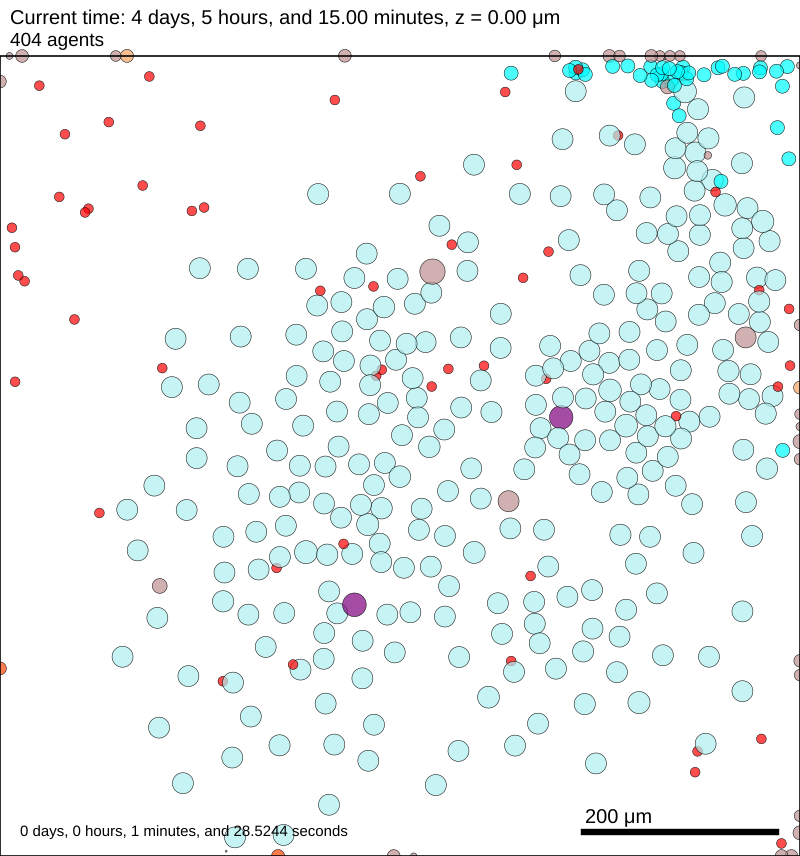 Current time: 4 days, 5 hours, and 15.00 minutes, z = 0.00 μm
404 agents
200 μm
0 days, 0 hours, 1 minutes, and 28.5244 seconds